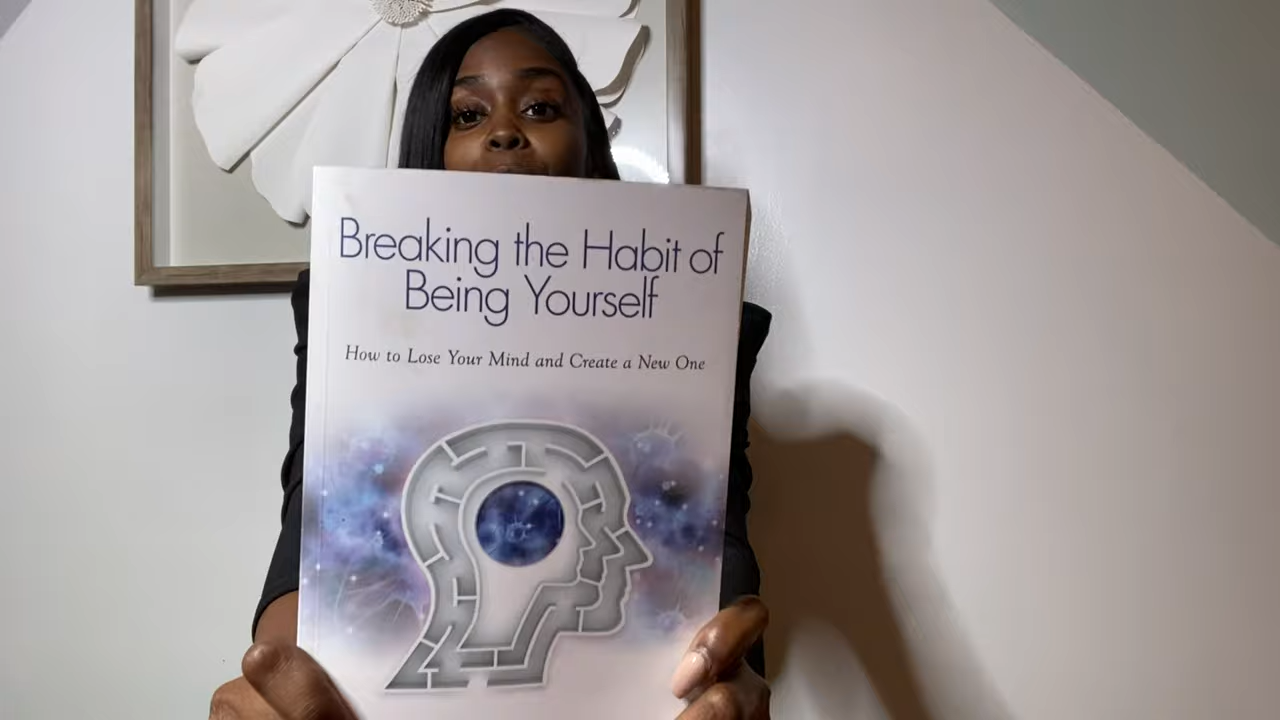 Breaking the Habit of
Being Yourself
How to Lose Your Mind and Create a New One